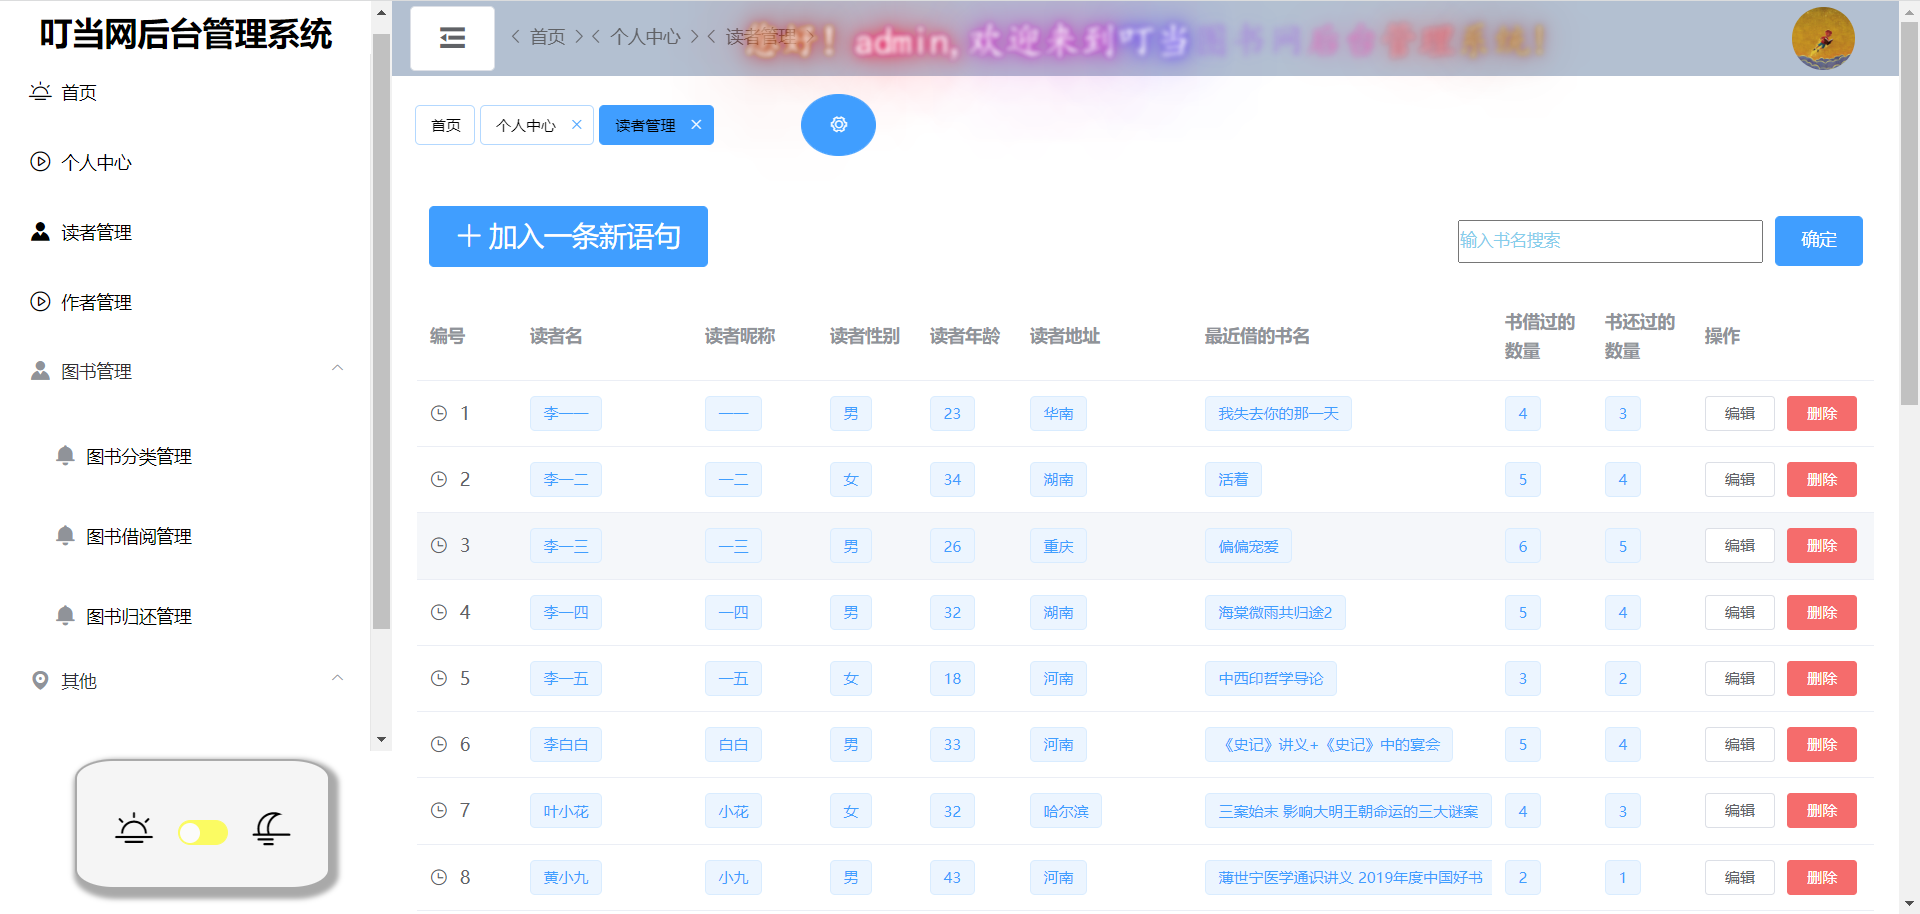 叮当网后台管理系统
首页
个人中心
读者管理
作者管理
图书管理
图书分类管理
图书借阅管理
图书归还管理
其他
首页 个人中心 读者管理
您好！admin,欢迎来到叮当图书网后台管理系统！
首页 个人中心 读者管理
加入一条新语句
输入书名搜索 确定
编号 读者名 读者昵称 读者性别 读者年龄 读者地址 最近借的书名 书借过的数量 书还过的数量 操作
1 李一一 一一 男 23 华南 我失去你的那一天 4 3 编辑 删除
2 李一二 一二 女 34 湖南 活着 5 4 编辑 删除
3 李一三 一三 男 26 重庆 偏偏宠爱 6 5 编辑 删除
4 李一四 一四 男 32 湖南 海棠微雨共归途2 5 4 编辑 删除
5 李一五 一五 女 18 河南 中西印哲学导论 3 2 编辑 删除
6 李白白 白白 男 33 河南 《史记》讲义+《史记》中的宴会 5 4 编辑 删除
7 叶小花 小花 女 32 哈尔滨 三案始末 影响大明王朝命运的三大谜案 4 3 编辑 删除
8 黄小九 小九 男 43 河南 薄世宁医学通识讲义 2019年度中国好书 2 1 编辑 删除